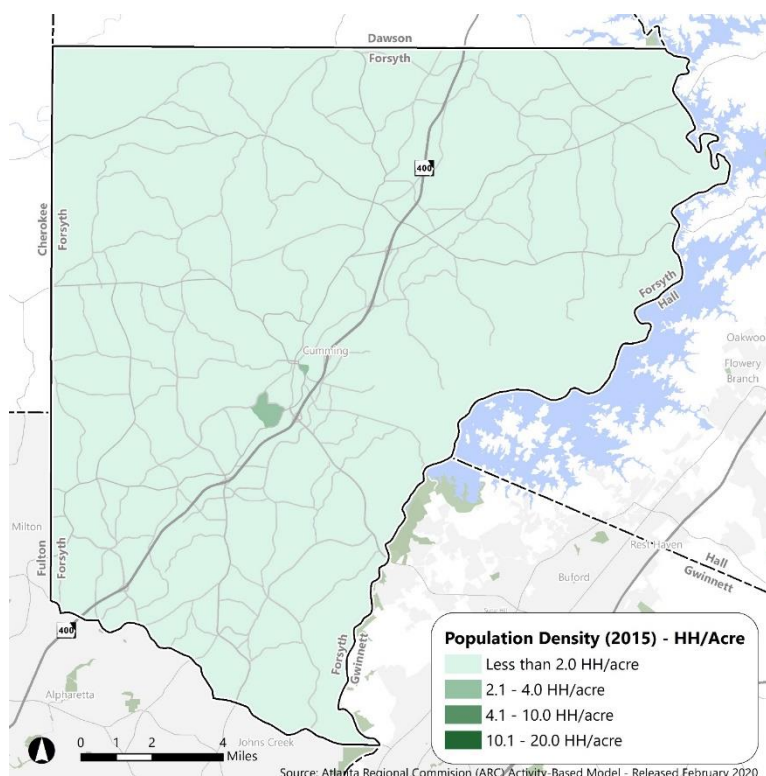 Dawson
Forsyth
400
Cherokee
Forsyth
Forsyth
Hall
Oakwood
Flowery
Branch
Cumming
Milton
Fulton
Forsyth
Rest Haven
Hall
Gwinnett
Buford
400
Forsyth
Gwinnett
Alpharetta
Johns Creek
0 1 2 4
Miles
Population Density (2015) - HH/Acre
Less than 2.0 HH/acre
2.1 - 4.0 HH/acre
4.1 - 10.0 HH/acre
10.1 - 20.0 HH/acre
Source: Atlanta Regional Commision (ARC) Activity-Based Model - Released February 2020